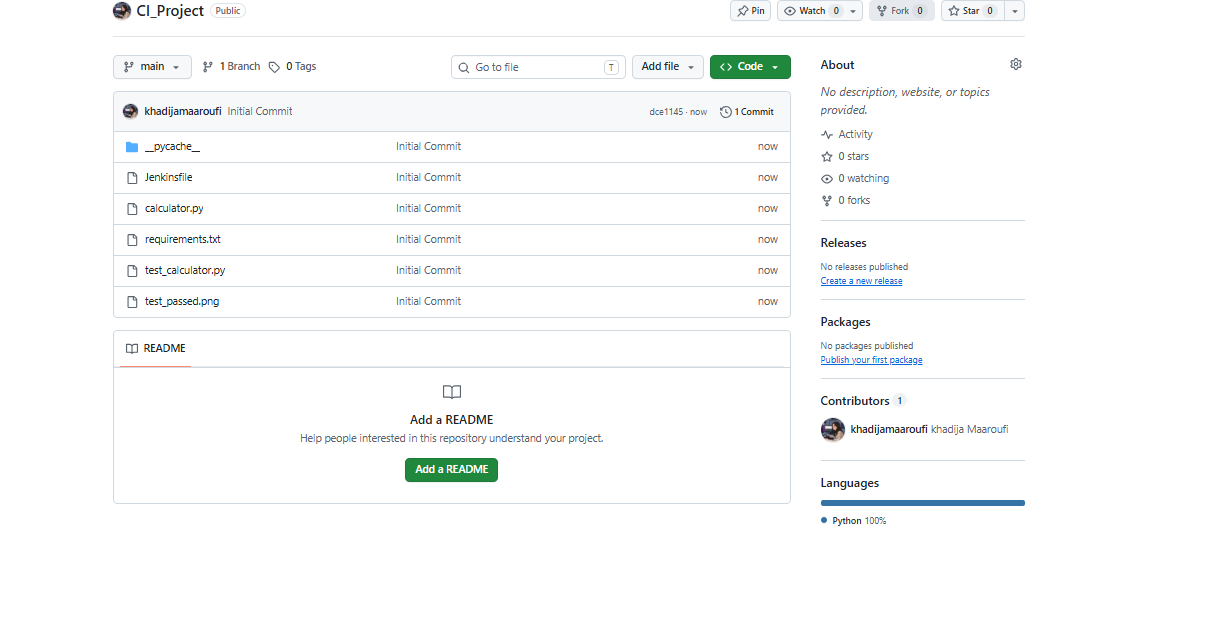 CI_Project Public Pin Watch 0 Fork 0 Star 0
main 1 Branch 0 Tags Go to file T Add file Code
khadijamaaroufi Initial Commit dce1145 · now 1 Commit
__pycache__ Initial Commit now
Jenkinsfile Initial Commit now
calculator.py Initial Commit now
requirements.txt Initial Commit now
test_calculator.py Initial Commit now
test_passed.png Initial Commit now
README
Add a README
Help people interested in this repository understand your project.
Add a README
About
No description, website, or topics
provided.
Activity
0 stars
0 watching
0 forks
Releases
No releases published
Create a new release
Packages
No packages published
Publish your first package
Contributors 1
khadijamaaroufi khadija Maaroufi
Languages
Python 100%